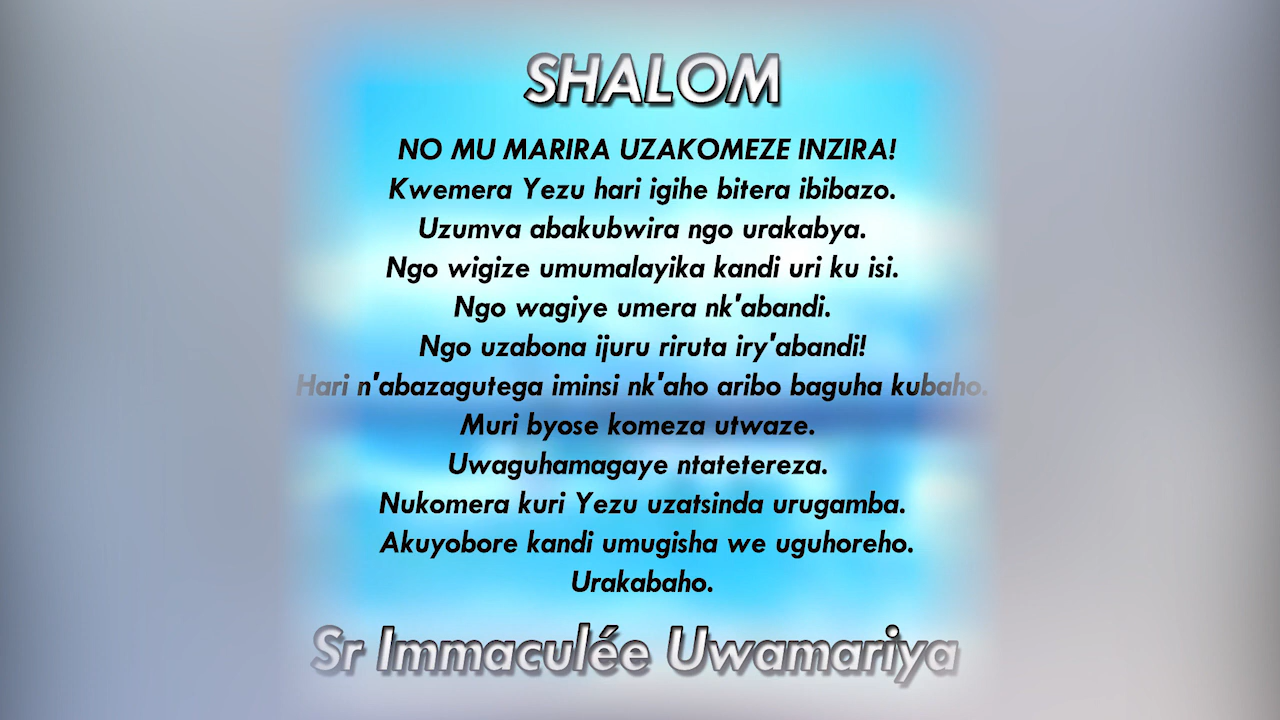 SHALOM
NO MU MARIRA UZAKOMEZE INZIRA!
Kwemera Yezu hari igihe bitera ibibazo.
Uzumva abakubwira ngo urakabya.
Ngo wigize umumalayika kandi uri ku isi.
Ngo wagiye umera nk'abandi.
Ngo uzabona ijuru riruta iry'abandi!
Hari n'abazagutega iminsi nk'aho aribo baguha kubaho.
Muri byose komeza utwaze.
Uwaguhamagaye ntatetereza.
Nukomera kuri Yezu uzatsinda urugamba.
Akuyobore kandi umugisha we uguhoreho.
Urakabaho.
Sr Immaculée Uwamariya